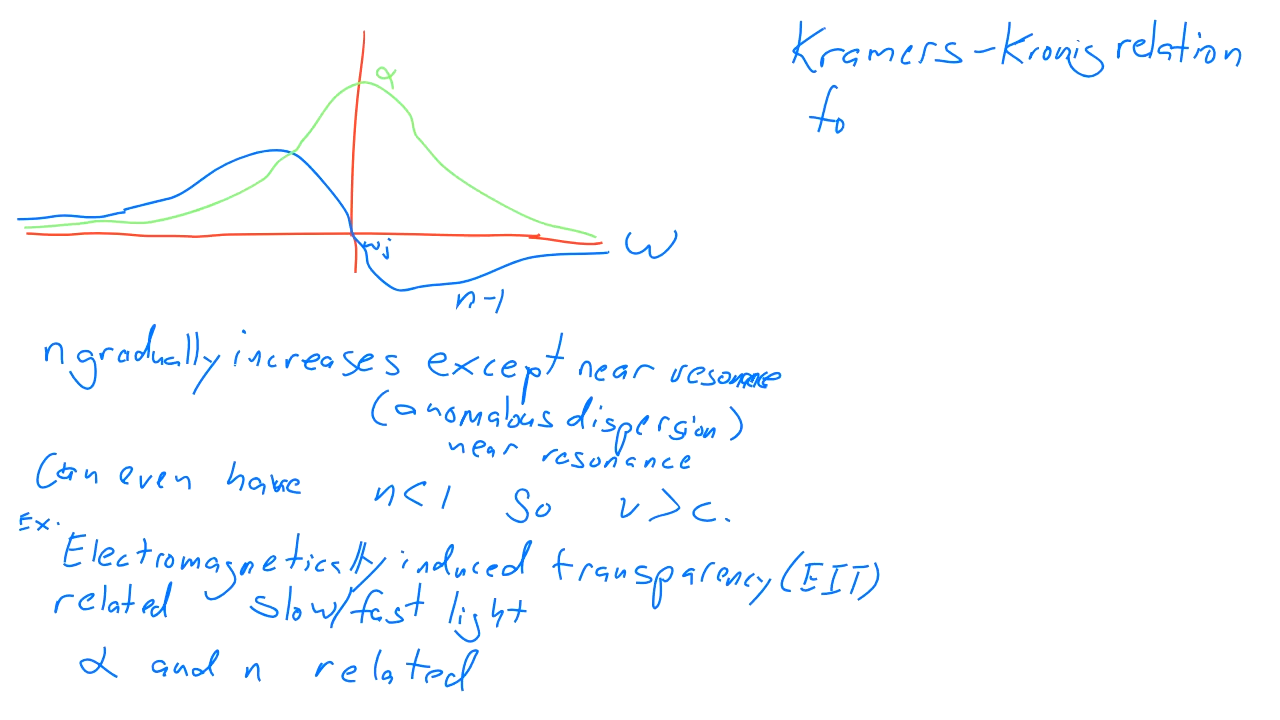 α
ωj
ω
n-1
n gradually increases except near resonance
(anomalous dispersion)
near resonance
Can even have n<1 so v>c.
Ex.
Electromagnetically induced transparency (EIT)
related slow/fast light
α and n related
Kramers-Kronig relation
fo